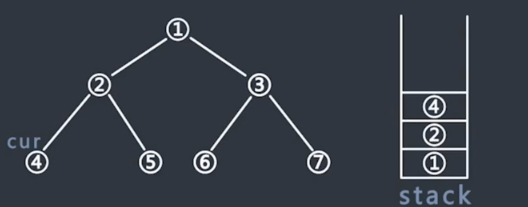 ①
② ③
cur
④ ⑤ ⑥ ⑦
④
②
①
stack